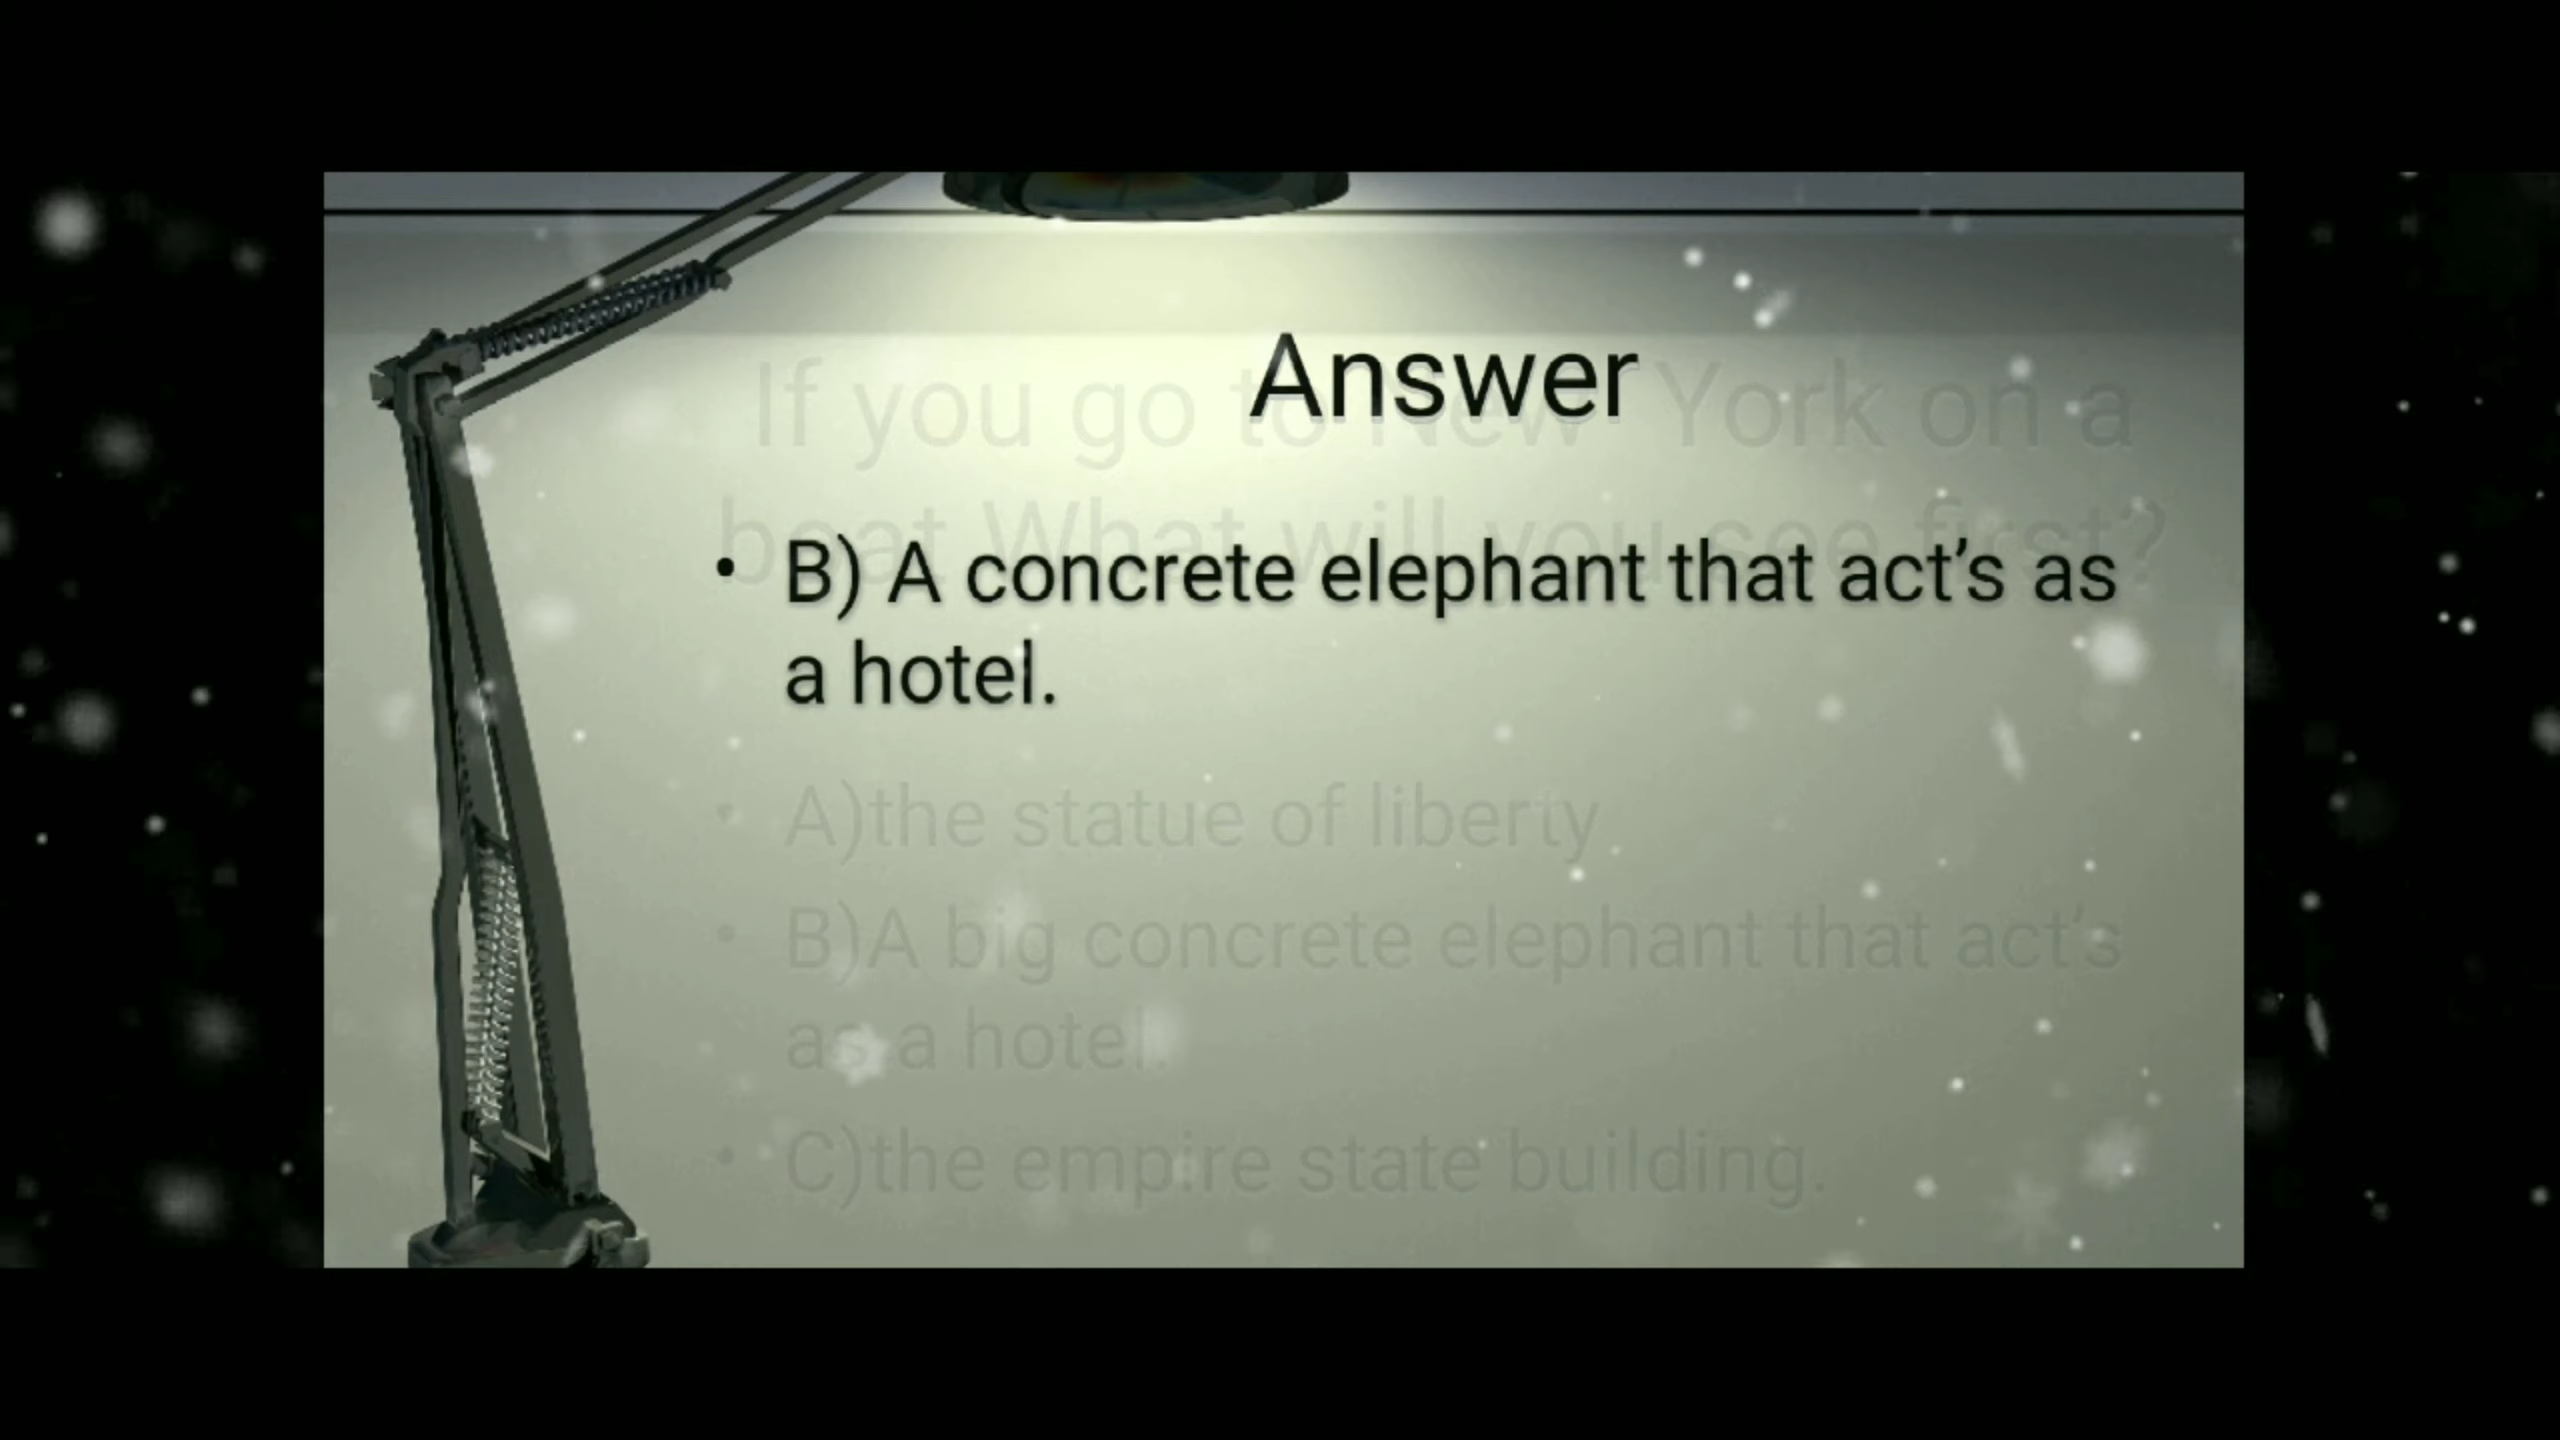 Answer
If you go to New York on a
boat What will you see first?
• B) A concrete elephant that act's as
a hotel.
• A)the statue of liberty
• B)A big concrete elephant that act's
as a hotel.
• C)the empire state building.